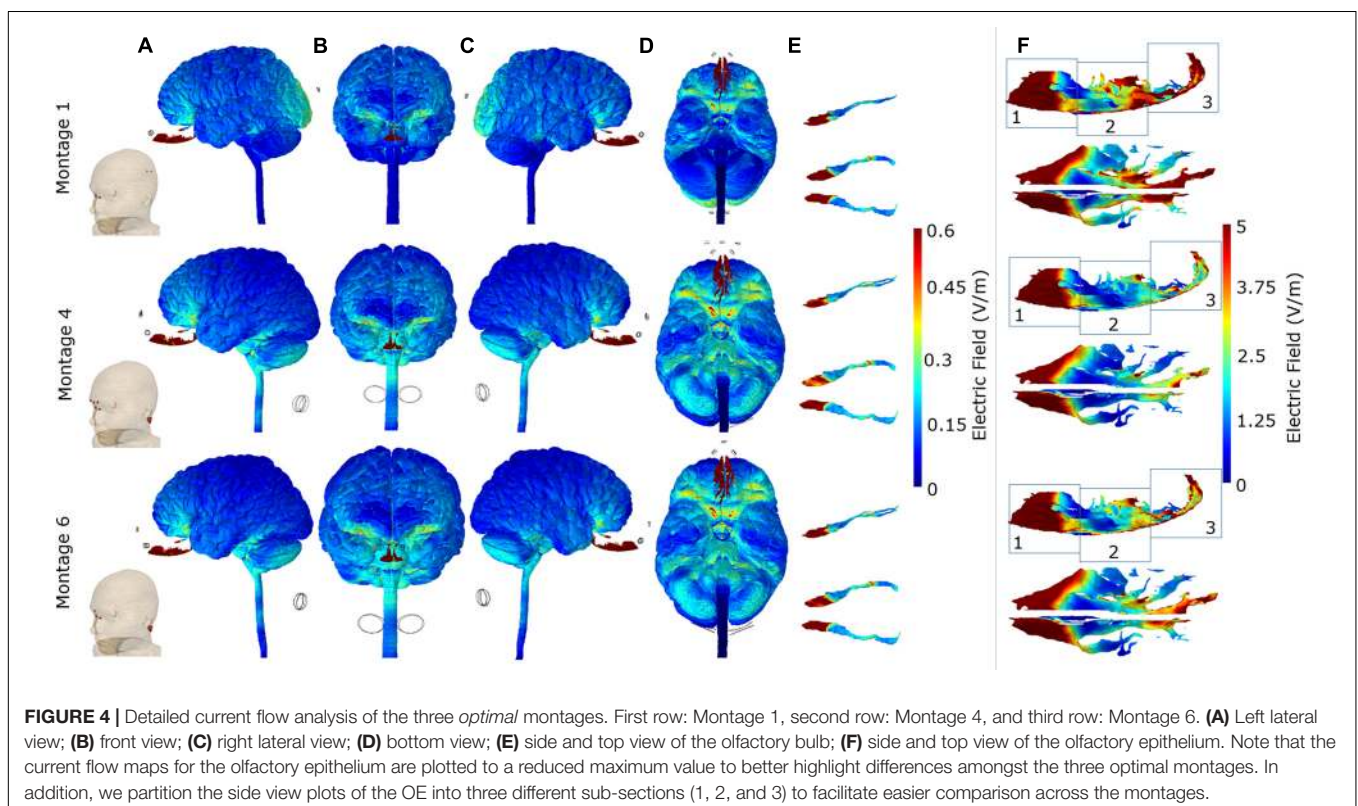 A B C D E F
Montage 1
1
2
3
Montage 4
1
2
3
Montage 6
1
2
3
0.6
0.45
0.3
0.15
0
Electric Field (V/m)
5
3.75
2.5
1.25
0
Electric Field (V/m)
FIGURE 4 | Detailed current flow analysis of the three optimal montages. First row: Montage 1, second row: Montage 4, and third row: Montage 6. (A) Left lateral
view; (B) front view; (C) right lateral view; (D) bottom view; (E) side and top view of the olfactory bulb; (F) side and top view of the olfactory epithelium. Note that the
current flow maps for the olfactory epithelium are plotted to a reduced maximum value to better highlight differences amongst the three optimal montages. In
addition, we partition the side view plots of the OE into three different sub-sections (1, 2, and 3) to facilitate easier comparison across the montages.